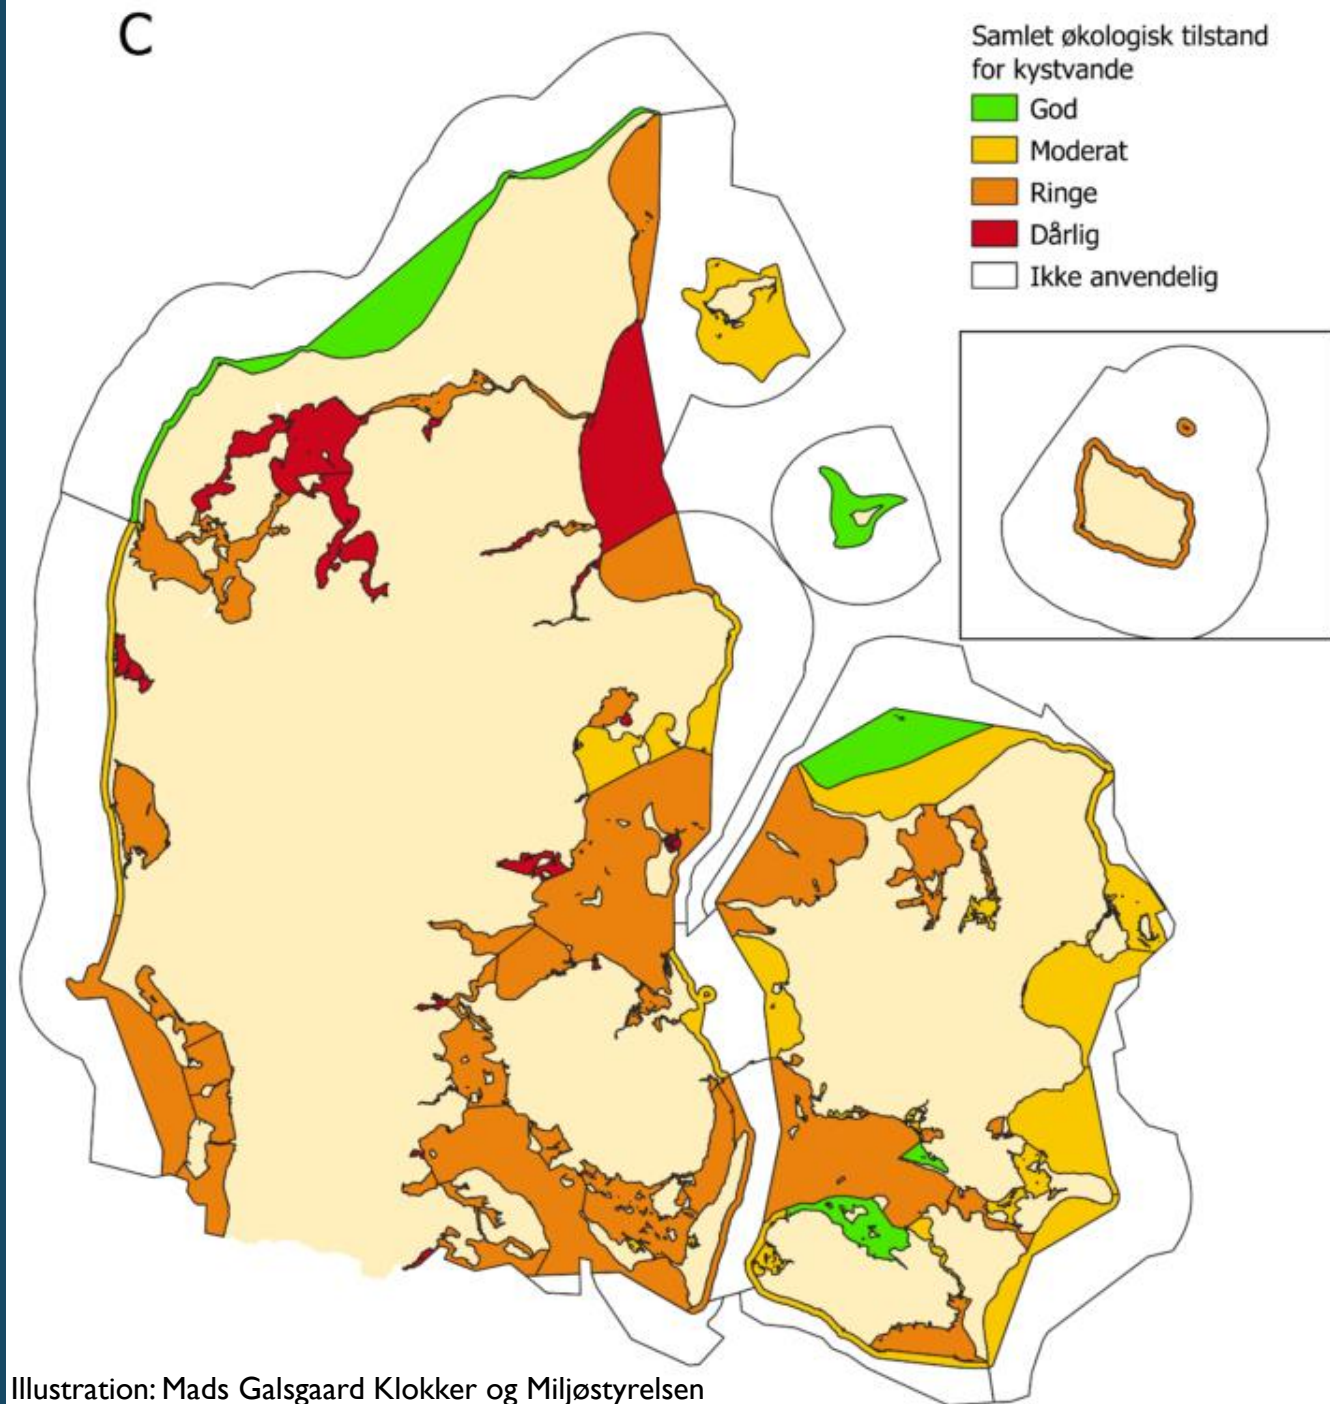 C
Samlet økologisk tilstand
for kystvande
God
Moderat
Ringe
Dårlig
Ikke anvendelig
Illustration: Mads Galsgaard Klokker og Miljøstyrelsen